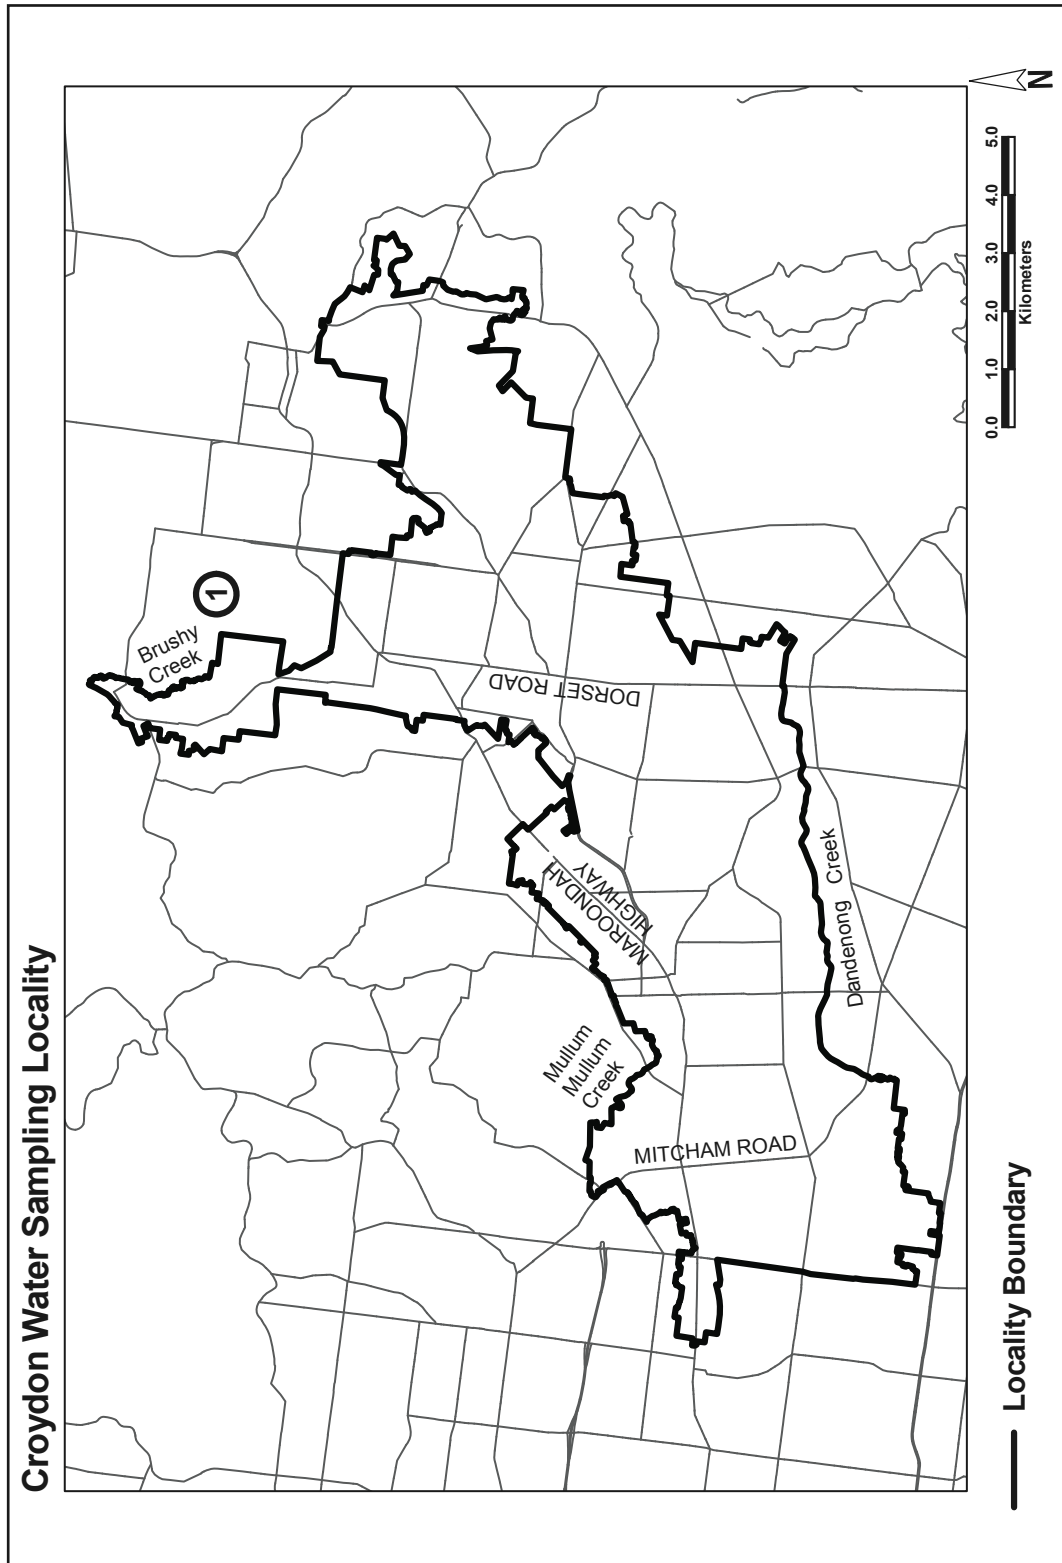 Croydon Water Sampling Locality
Brushy
Creek
1
DORSET ROAD
MAROONDAH
HIGHWAY
Mullum
Mullum
Creek
MITCHAM ROAD
Dandenong Creek
Locality Boundary
0.0 1.0 2.0 3.0 4.0 5.0
Kilometers
N